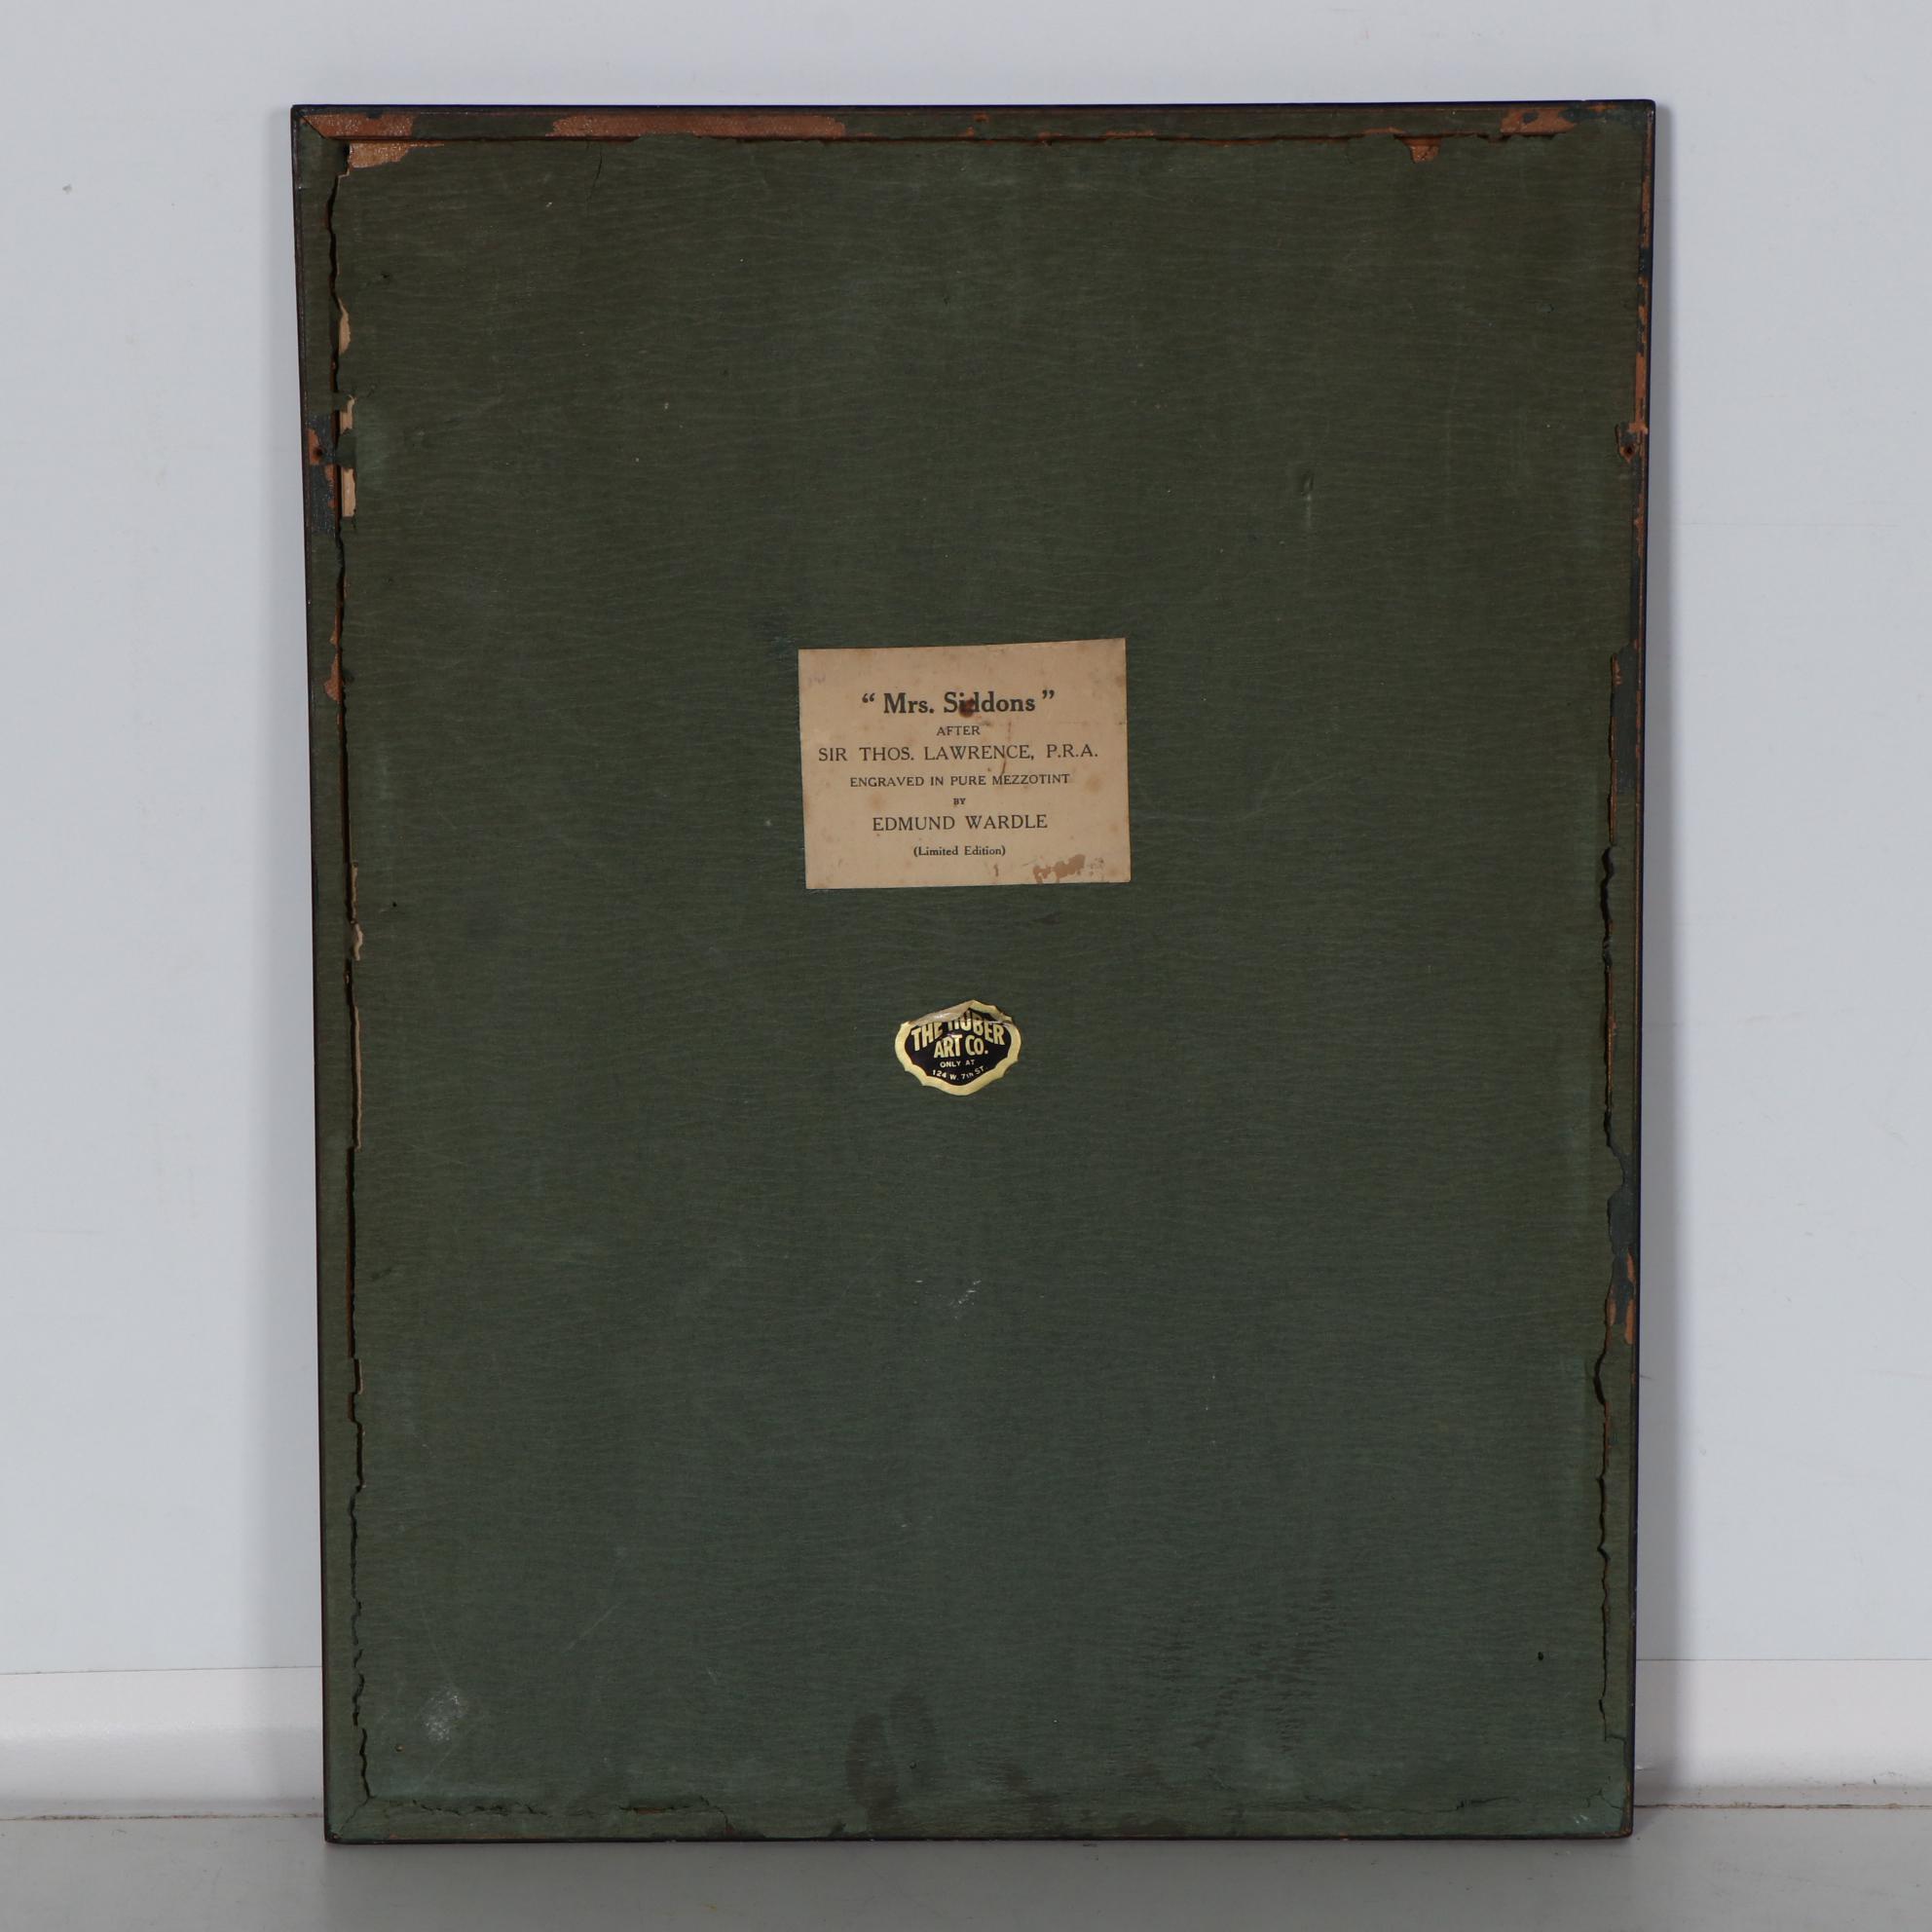 “ Mrs. Siddons ”
AFTER
SIR THOS. LAWRENCE, P.R.A.
ENGRAVED IN PURE MEZZOTINT
BY
EDMUND WARDLE
(Limited Edition)
THE HUBER
ART CO.
ONLY AT
124 W. 7th ST.